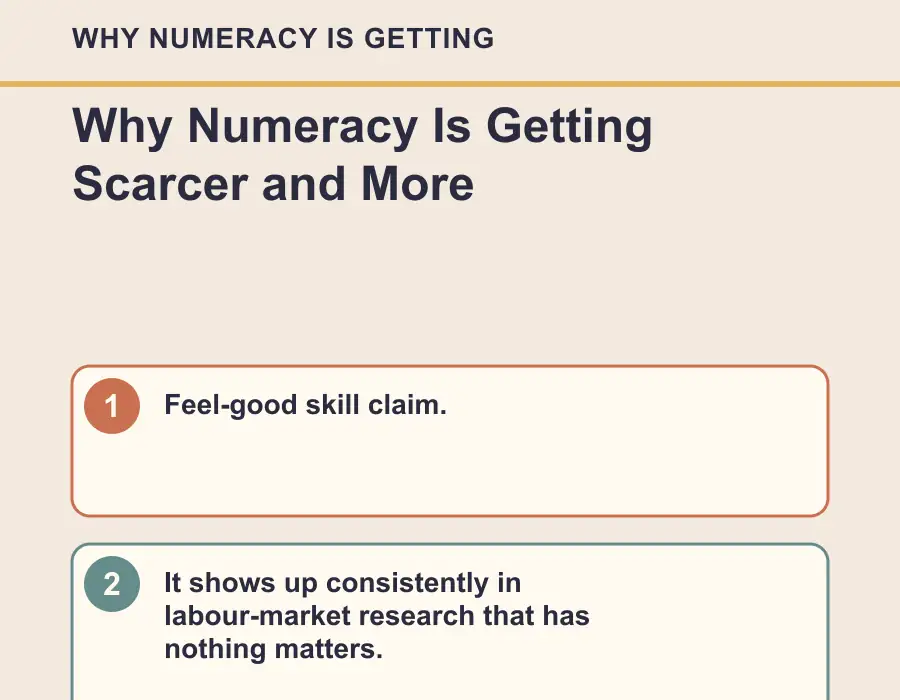 WHY NUMERACY IS GETTING
Why Numeracy Is Getting
Scarcer and More
1
Feel-good skill claim.
2
It shows up consistently in
labour-market research that has
nothing matters.